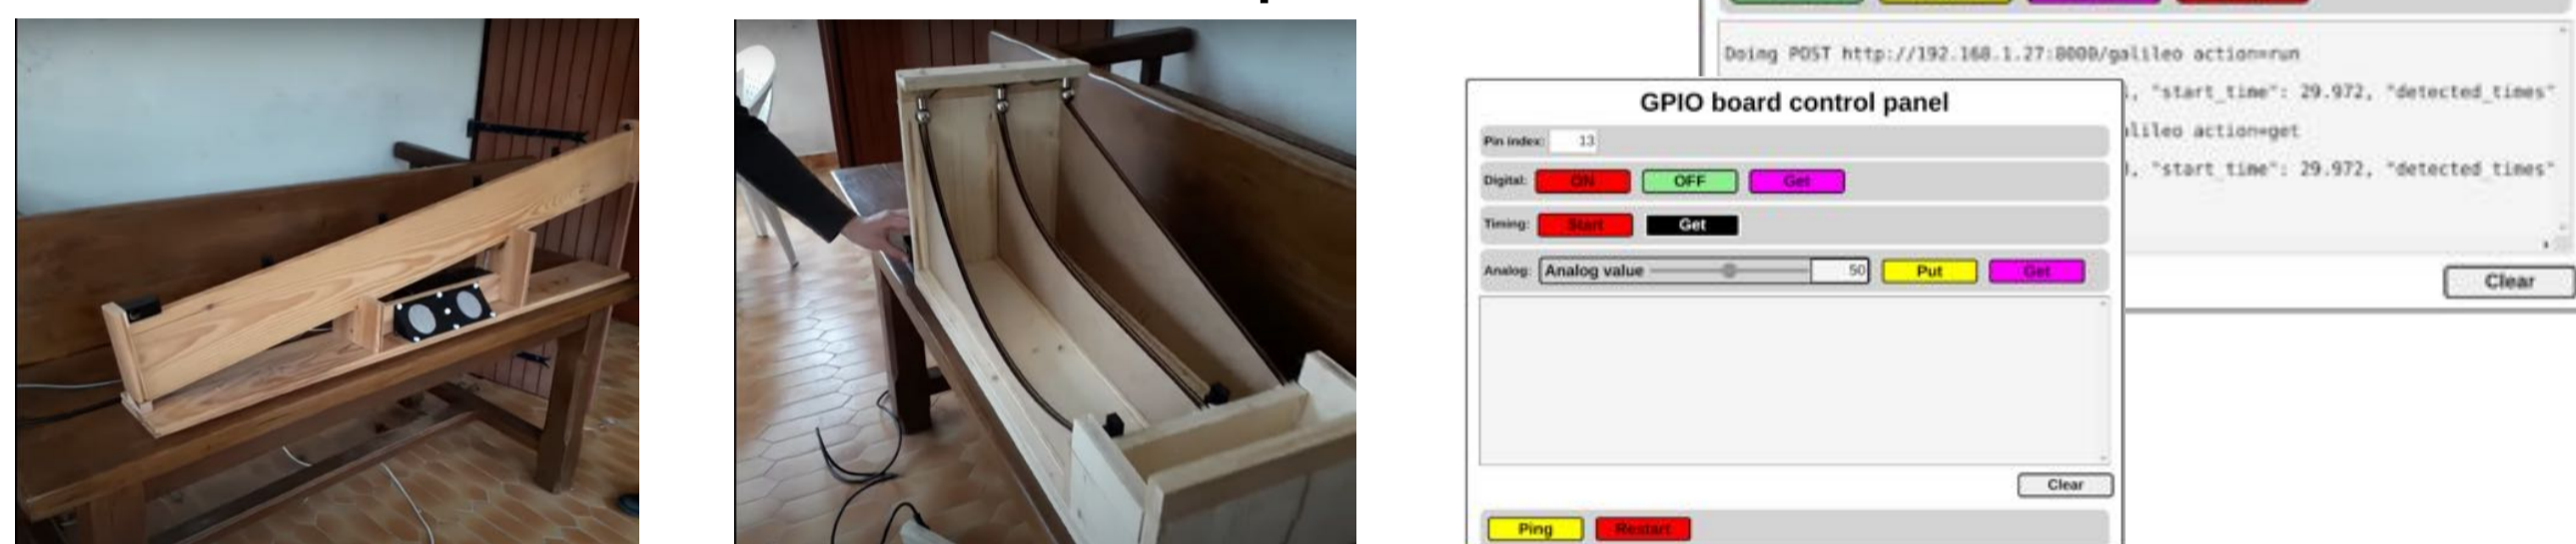 Doing POST http://192.168.1.27:8000/galileo action=run
, "start_time": 29.972, "detected_times"
lileo action=get
, "start_time": 29.972, "detected_times"
Clear
GPIO board control panel
Pin index: 13
Digital: ON OFF Get
Timing: Start Get
Analog: Analog value 50 Put Get
Clear
Ping Restart